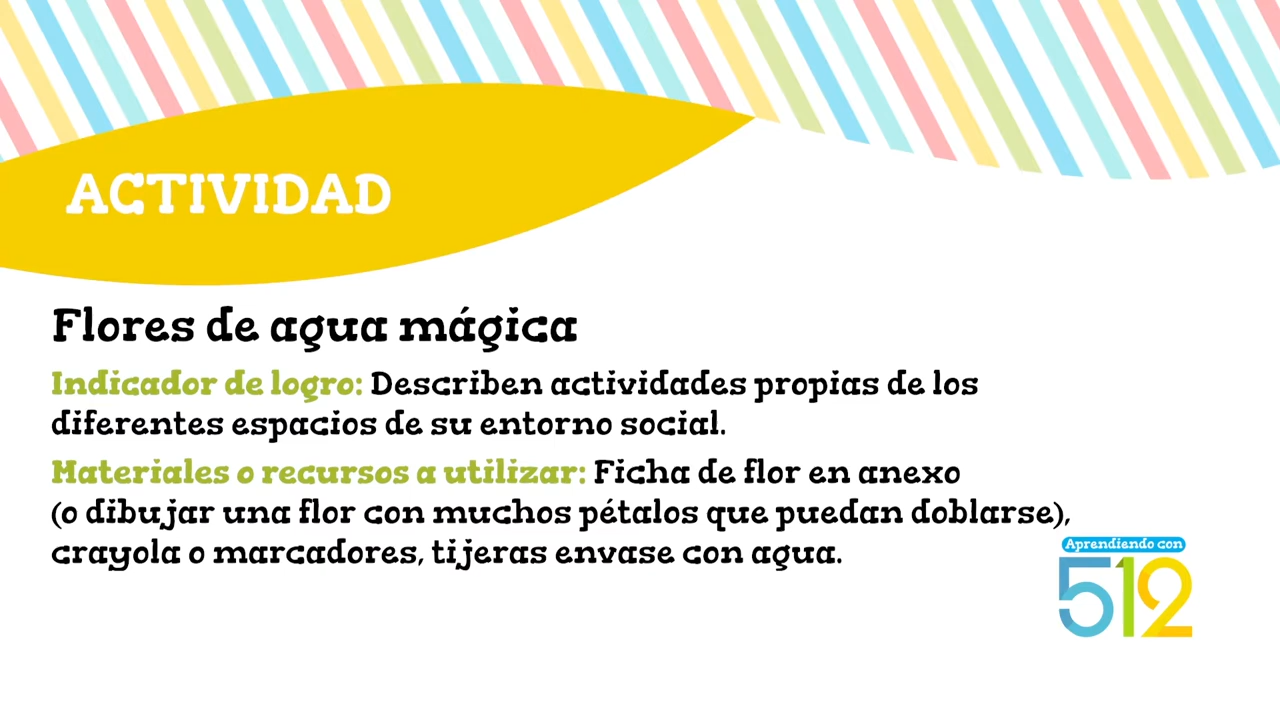 ACTIVIDAD
Flores de agua mágica
Indicador de logro: Describen actividades propias de los
diferentes espacios de su entorno social.
Materiales o recursos a utilizar: Ficha de flor en anexo
(o dibujar una flor con muchos pétalos que puedan doblarse),
crayola o marcadores, tijeras envase con agua.
Aprendiendo con
512